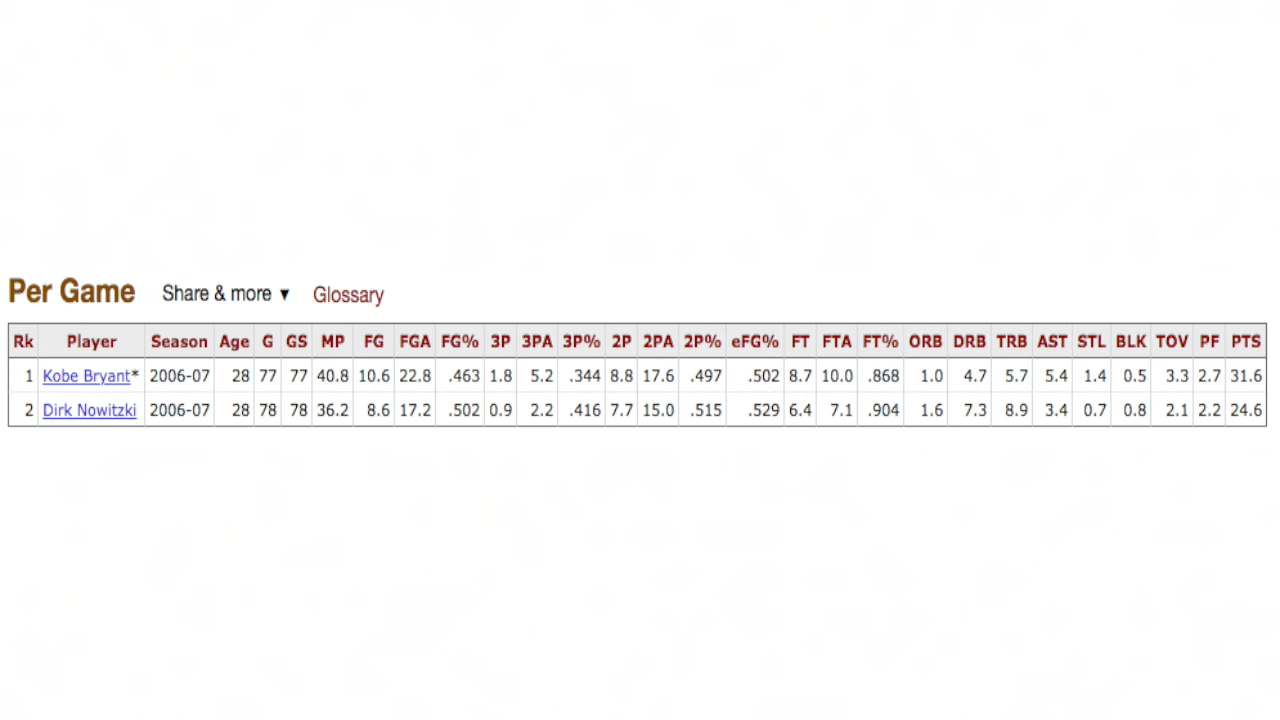 Per Game Share & more ▼ Glossary
Rk Player Season Age G GS MP FG FGA FG% 3P 3PA 3P% 2P 2PA 2P% eFG% FT FTA FT% ORB DRB TRB AST STL BLK TOV PF PTS
1 Kobe Bryant* 2006-07 28 77 77 40.8 10.6 22.8 .463 1.8 5.2 .344 8.8 17.6 .497 .502 8.7 10.0 .868 1.0 4.7 5.7 5.4 1.4 0.5 3.3 2.7 31.6
2 Dirk Nowitzki 2006-07 28 78 78 36.2 8.6 17.2 .502 0.9 2.2 .416 7.7 15.0 .515 .529 6.4 7.1 .904 1.6 7.3 8.9 3.4 0.7 0.8 2.1 2.2 24.6